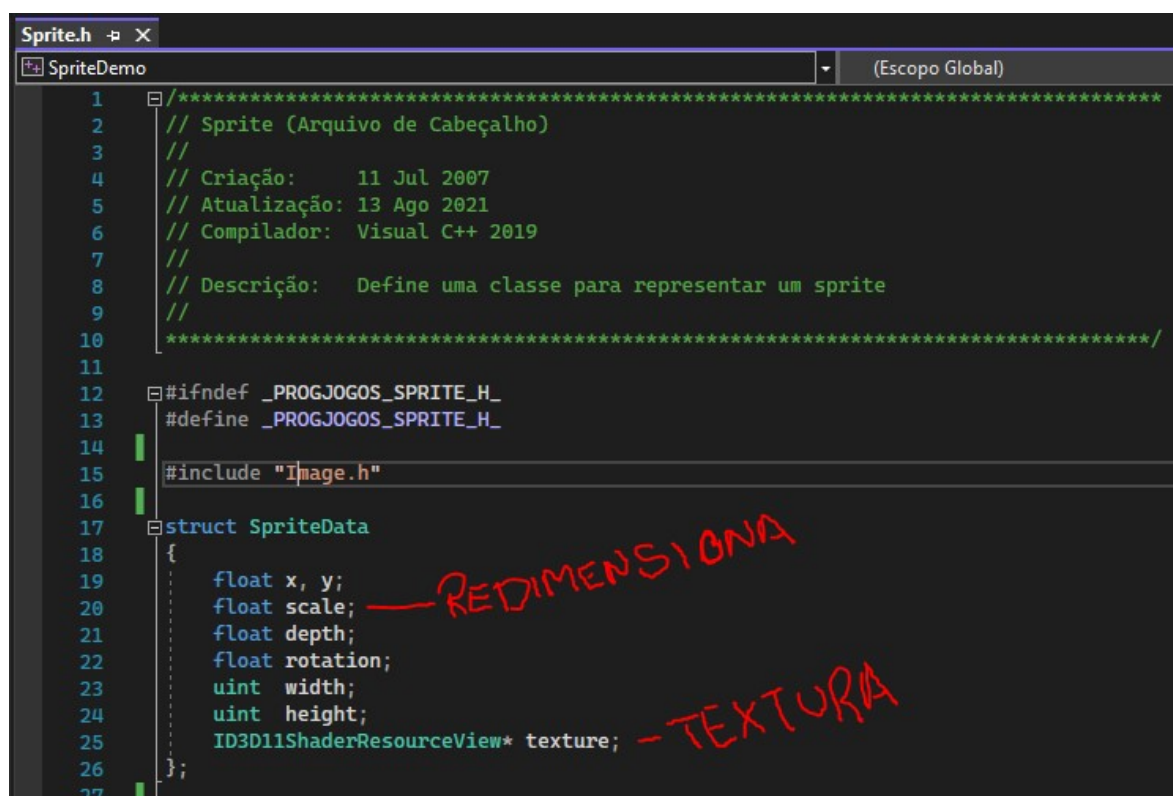 Sprite.h
SpriteDemo (Escopo Global)
1 /***********************************************************************************
2 // Sprite (Arquivo de Cabeçalho)
3 //
4 // Criação: 11 Jul 2007
5 // Atualização: 13 Ago 2021
6 // Compilador: Visual C++ 2019
7 //
8 // Descrição: Define uma classe para representar um sprite
9 //
10 ***********************************************************************************/
11
12 #ifndef _PROGJOGOS_SPRITE_H_
13 #define _PROGJOGOS_SPRITE_H_
14
15 #include "Image.h"
16
17 struct SpriteData
18 {
19 float x, y;
20 float scale; — REDIMENSIONA
21 float depth;
22 float rotation;
23 uint width;
24 uint height;
25 ID3D11ShaderResourceView* texture; — TEXTURA
26 };
27